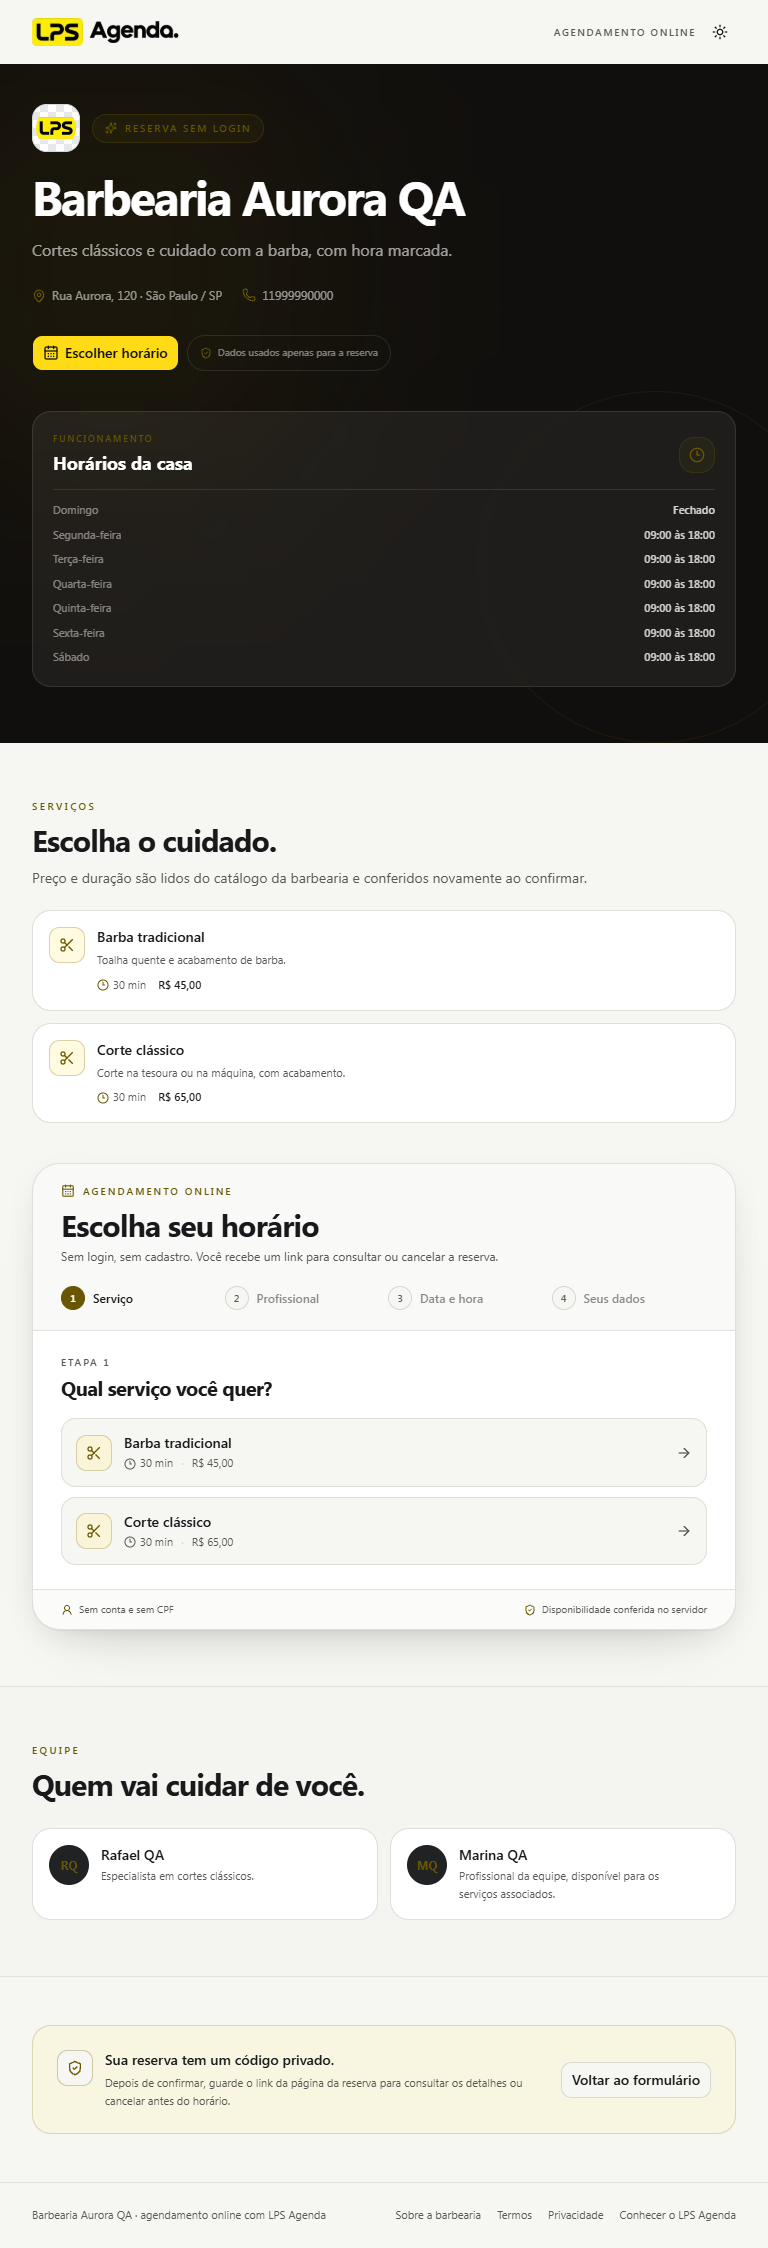 LPS Agenda.
AGENDAMENTO ONLINE
LPS
RESERVA SEM LOGIN
Barbearia Aurora QA
Cortes clássicos e cuidado com a barba, com hora marcada.
Rua Aurora, 120 · São Paulo / SP
11999990000
Escolher horário
Dados usados apenas para a reserva
FUNCIONAMENTO
Horários da casa
Domingo Fechado
Segunda-feira 09:00 às 18:00
Terça-feira 09:00 às 18:00
Quarta-feira 09:00 às 18:00
Quinta-feira 09:00 às 18:00
Sexta-feira 09:00 às 18:00
Sábado 09:00 às 18:00
SERVIÇOS
Escolha o cuidado.
Preço e duração são lidos do catálogo da barbearia e conferidos novamente ao confirmar.
Barba tradicional
Toalha quente e acabamento de barba.
30 min R$ 45,00
Corte clássico
Corte na tesoura ou na máquina, com acabamento.
30 min R$ 65,00
AGENDAMENTO ONLINE
Escolha seu horário
Sem login, sem cadastro. Você recebe um link para consultar ou cancelar a reserva.
1 Serviço
2 Profissional
3 Data e hora
4 Seus dados
ETAPA 1
Qual serviço você quer?
Barba tradicional
30 min · R$ 45,00
Corte clássico
30 min · R$ 65,00
Sem conta e sem CPF
Disponibilidade conferida no servidor
EQUIPE
Quem vai cuidar de você.
RQ
Rafael QA
Especialista em cortes clássicos.
MQ
Marina QA
Profissional da equipe, disponível para os
serviços associados.
Sua reserva tem um código privado.
Depois de confirmar, guarde o link da página da reserva para consultar os detalhes ou
cancelar antes do horário.
Voltar ao formulário
Barbearia Aurora QA · agendamento online com LPS Agenda
Sobre a barbearia
Termos
Privacidade
Conhecer o LPS Agenda